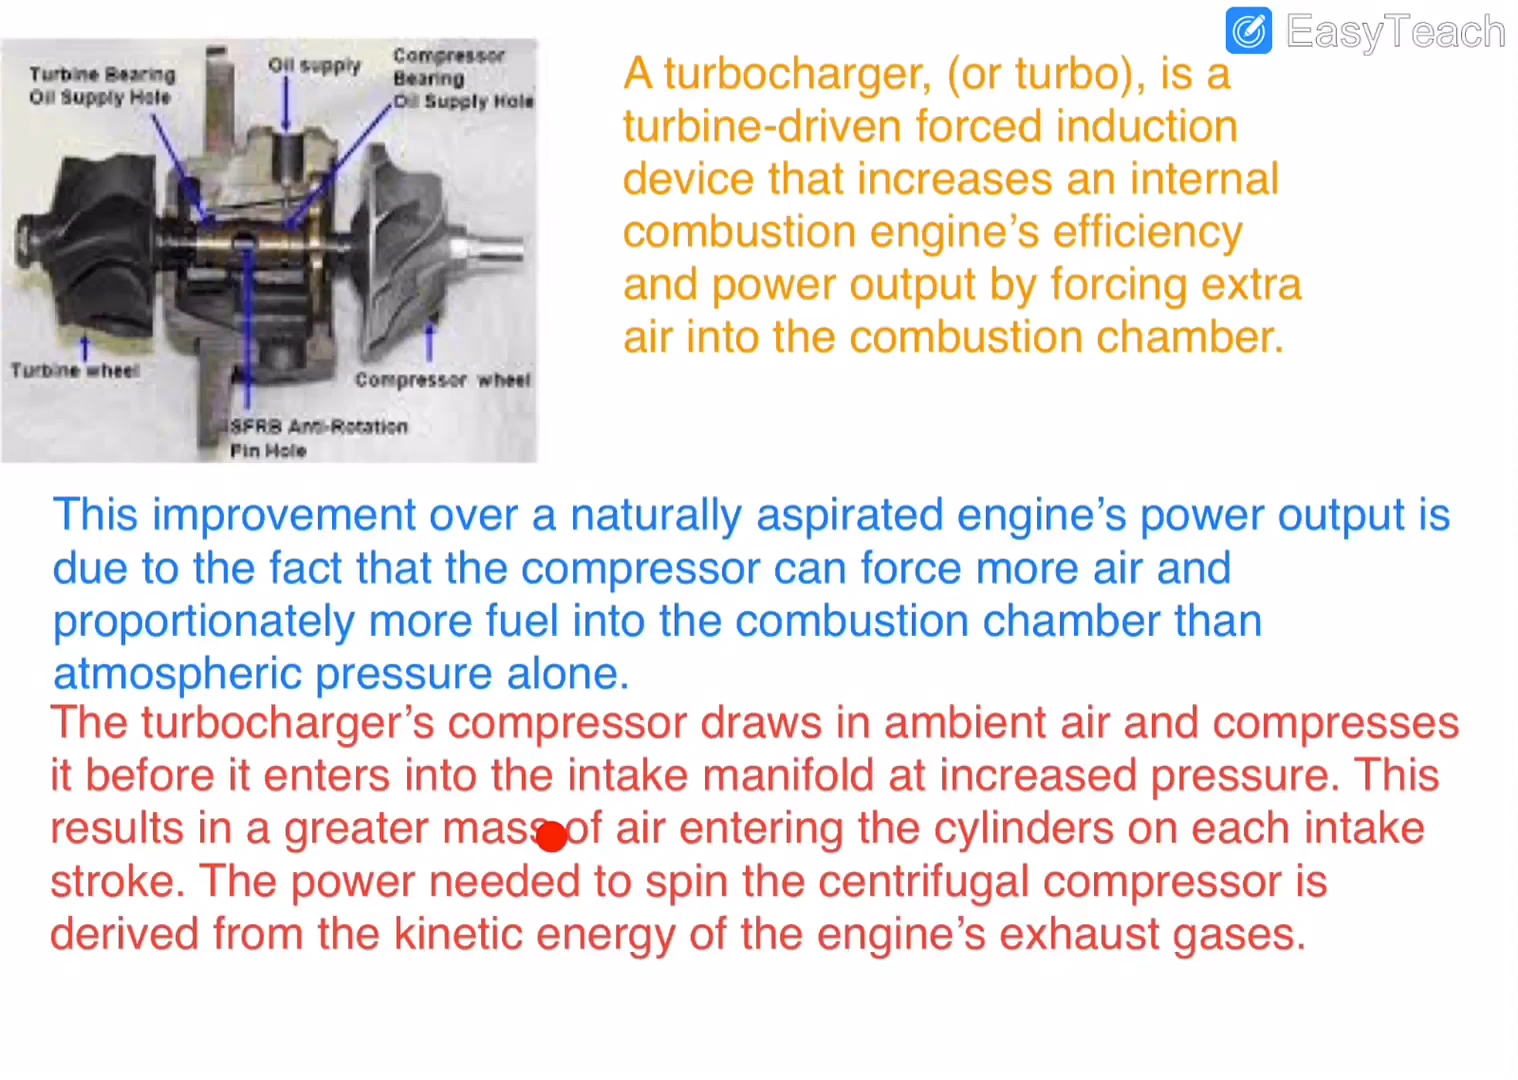 EasyTeach
Turbine Bearing
Oil Supply Hole
Oil supply
Compressor
Bearing
Oil Supply Hole
Turbine wheel
Compressor wheel
SFRB Anti-Rotation
Pin Hole
A turbocharger, (or turbo), is a
turbine-driven forced induction
device that increases an internal
combustion engine’s efficiency
and power output by forcing extra
air into the combustion chamber.
This improvement over a naturally aspirated engine’s power output is
due to the fact that the compressor can force more air and
proportionately more fuel into the combustion chamber than
atmospheric pressure alone.
The turbocharger’s compressor draws in ambient air and compresses
it before it enters into the intake manifold at increased pressure. This
results in a greater mass of air entering the cylinders on each intake
stroke. The power needed to spin the centrifugal compressor is
derived from the kinetic energy of the engine’s exhaust gases.